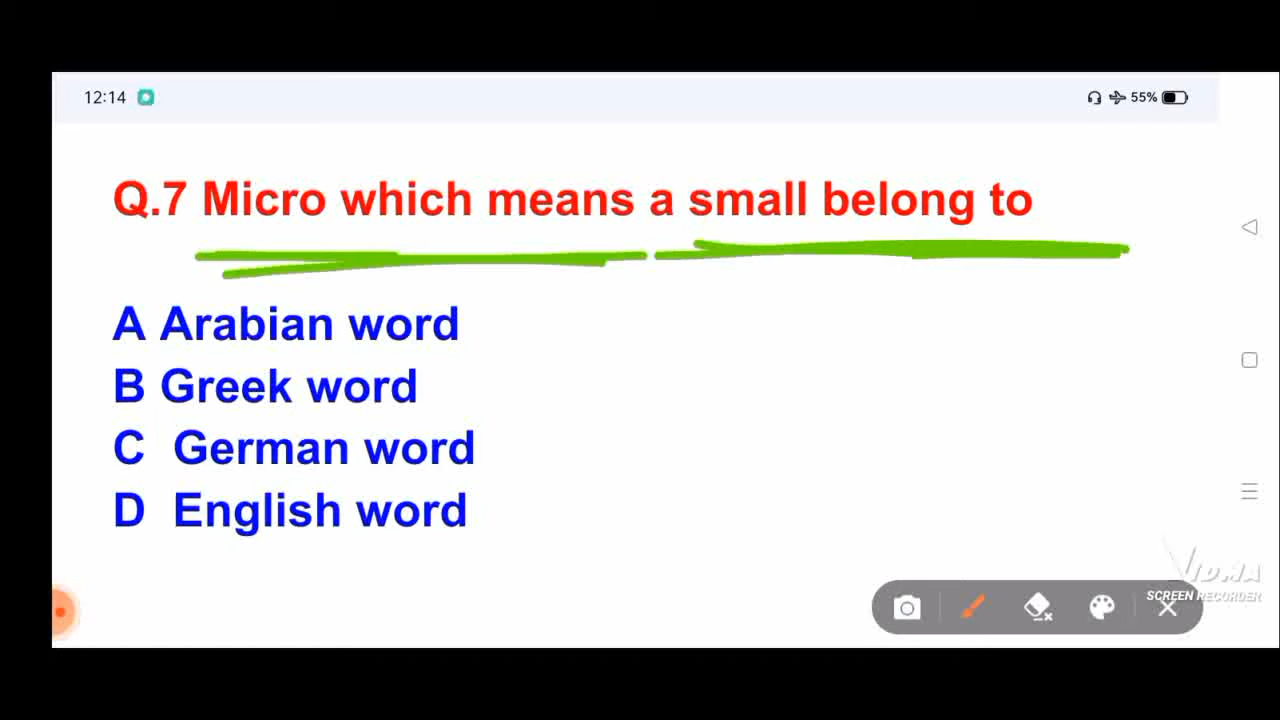 12:14
55%
Q.7 Micro which means a small belong to
A Arabian word
B Greek word
C German word
D English word
VIDMA
SCREEN RECORDER